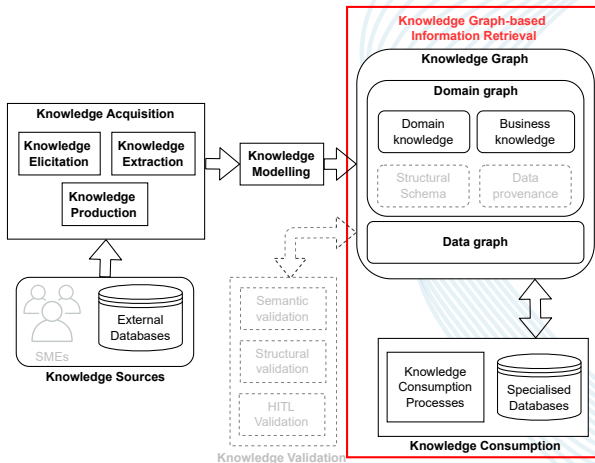 Knowledge Graph-based
Information Retrieval
Knowledge Graph
Domain graph
Domain
knowledge
Business
knowledge
Structural
Schema
Data
provenance
Data graph
Knowledge Acquisition
Knowledge
Elicitation
Knowledge
Extraction
Knowledge
Production
Knowledge
Modelling
SMEs
External
Databases
Knowledge Sources
Semantic
validation
Structural
validation
HITL
Validation
Knowledge Validation
Knowledge
Consumption
Processes
Specialised
Databases
Knowledge Consumption